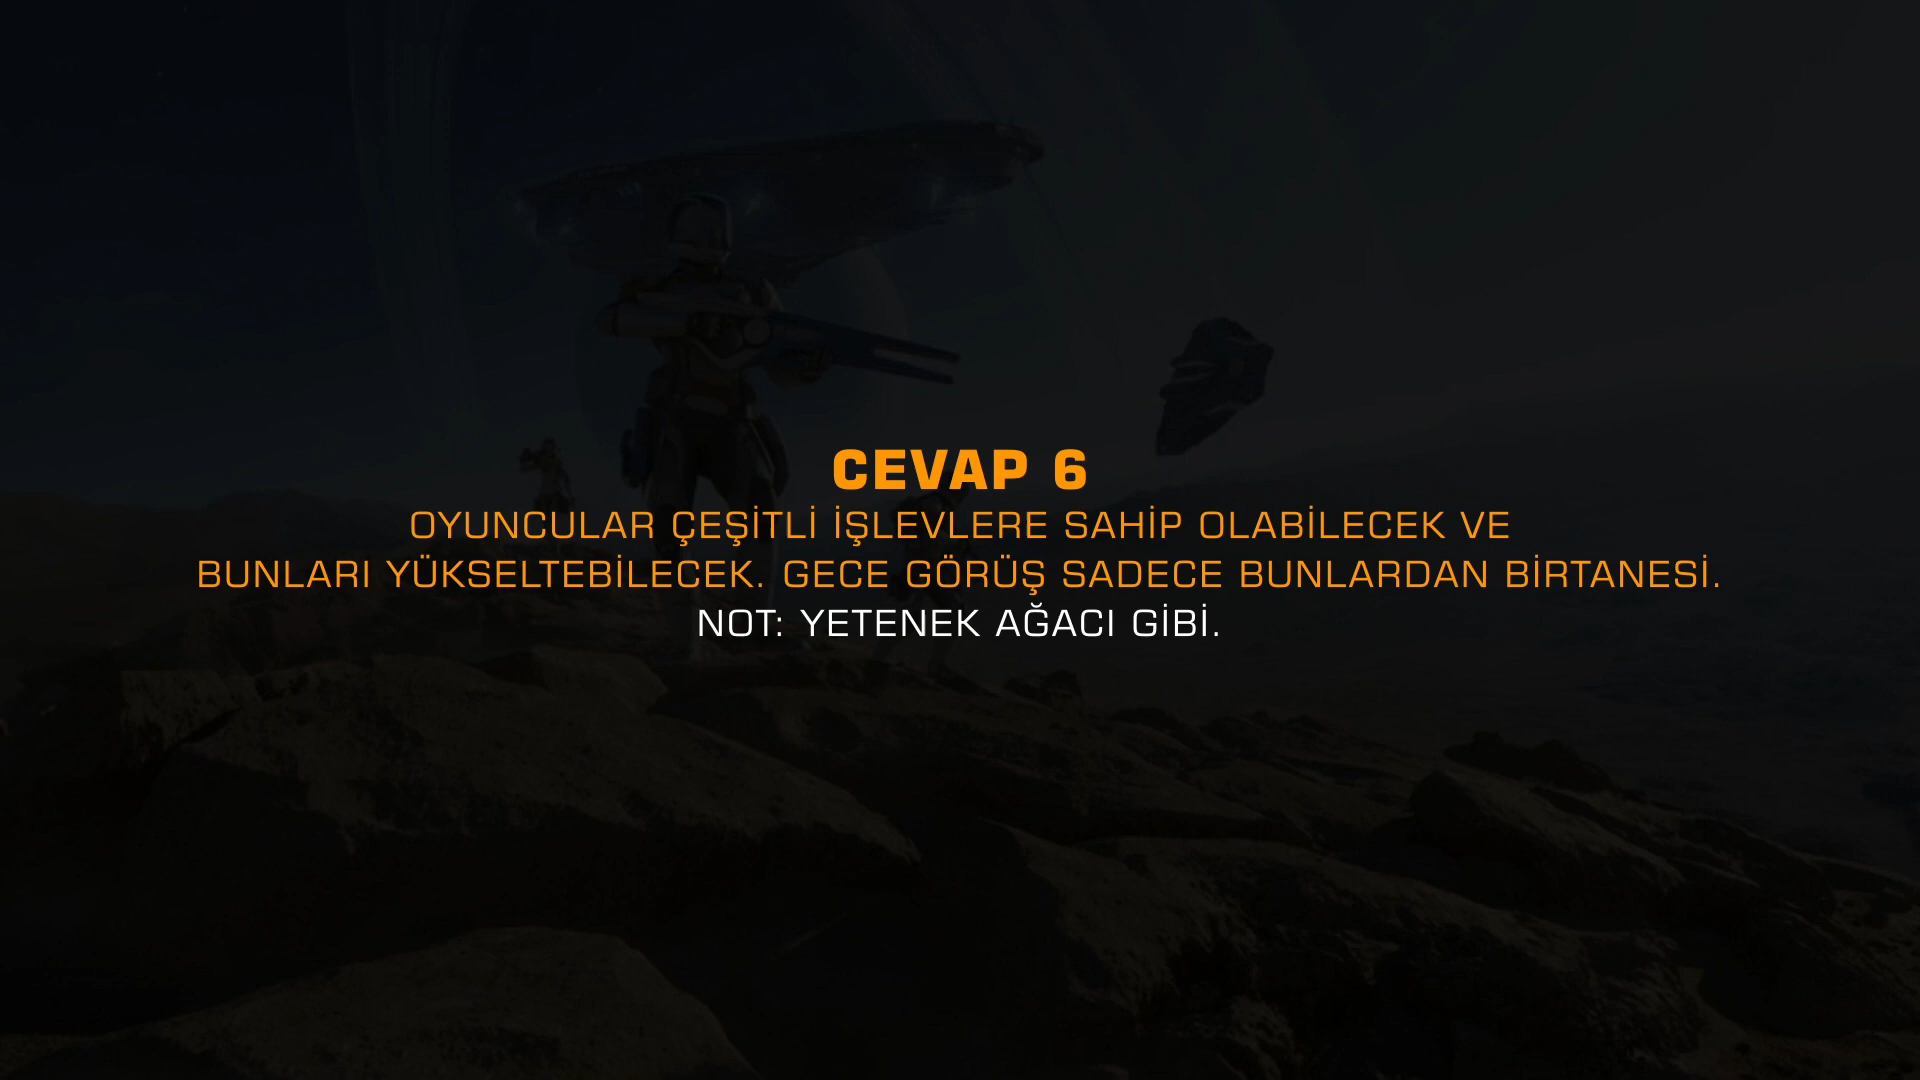 CEVAP 6
OYUNCULAR ÇEŞİTLİ İŞLEVLERE SAHİP OLABİLECEK VE
BUNLARI YÜKSELTEBİLECEK. GECE GÖRÜŞ SADECE BUNLARDAN BİRTANESİ.
NOT: YETENEK AĞACI GİBİ.